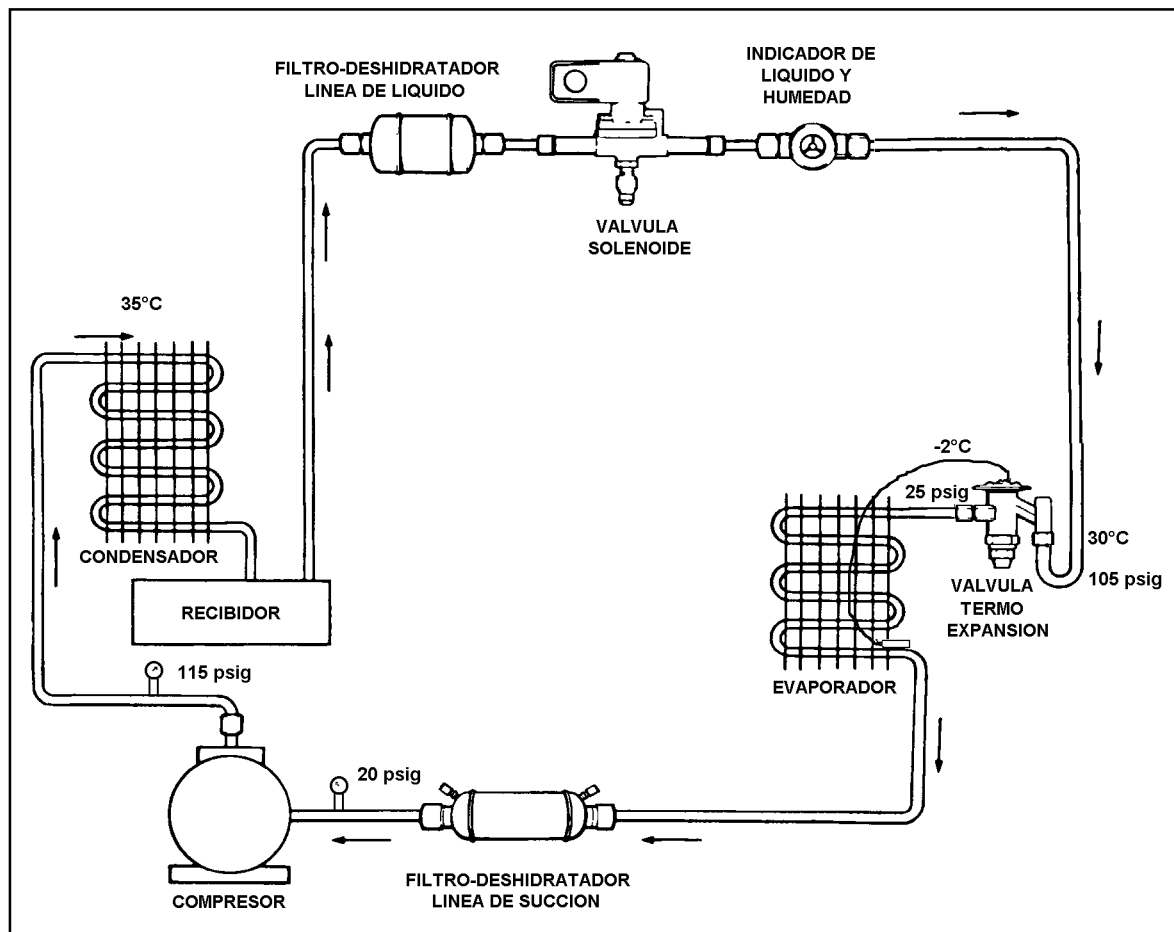 FILTRO-DESHIDRATADOR
LINEA DE LIQUIDO
INDICADOR DE
LIQUIDO Y
HUMEDAD
VALVULA
SOLENOIDE
35°C
CONDENSADOR
RECIBIDOR
-2°C
25 psig
30°C
105 psig
VALVULA
TERMO
EXPANSION
EVAPORADOR
115 psig
20 psig
COMPRESOR
FILTRO-DESHIDRATADOR
LINEA DE SUCCION